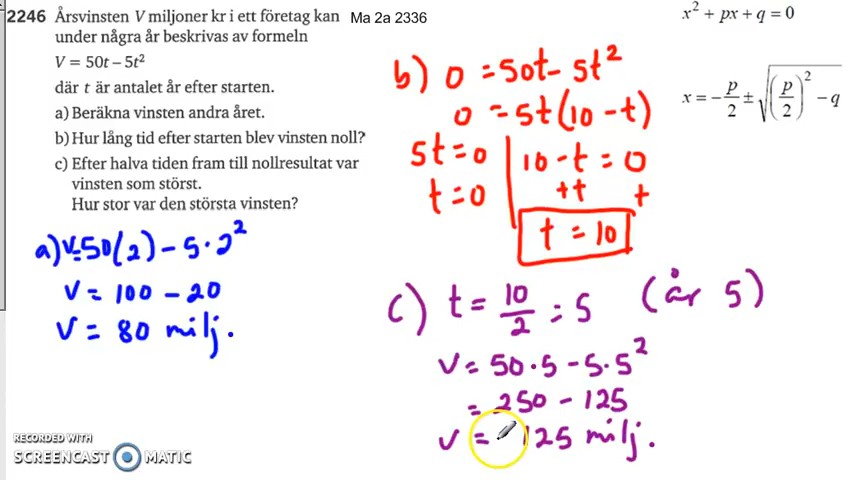 2246 Årsvinsten V miljoner kr i ett företag kan
under några år beskrivas av formeln
V = 50t – 5t²
där t är antalet år efter starten.
a) Beräkna vinsten andra året.
b) Hur lång tid efter starten blev vinsten noll?
c) Efter halva tiden fram till nollresultat var
vinsten som störst.
Hur stor var den största vinsten?
Ma 2a 2336
x² + px + q = 0
x = -p/2 ± √((p/2)² - q)
a) V=50(2) - 5·2²
V = 100 - 20
V = 80 milj.
b) 0 = 50t - 5t²
0 = 5t(10 - t)
5t = 0 | 10 - t = 0
t = 0 +t +
t = 10
c) t = 10/2 = 5 (år 5)
V = 50·5 - 5·5²
= 250 - 125
V = 125 milj.
RECORDED WITH
SCREENCAST MATIC